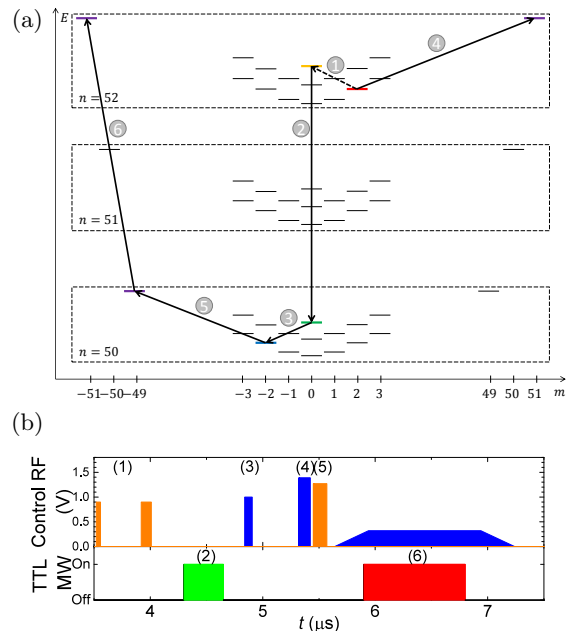 (a)
E
1
4
n = 52
2
6
n = 51
5
3
n = 50
−51 −50 −49 −3 −2 −1 0 1 2 3 49 50 51 m
(b)
Control RF (V)
1.5
1.0
0.5
0.0
(1) (3) (4) (5)
TTL MW
On
Off
(2) (6)
4 5 6 7
t (μs)